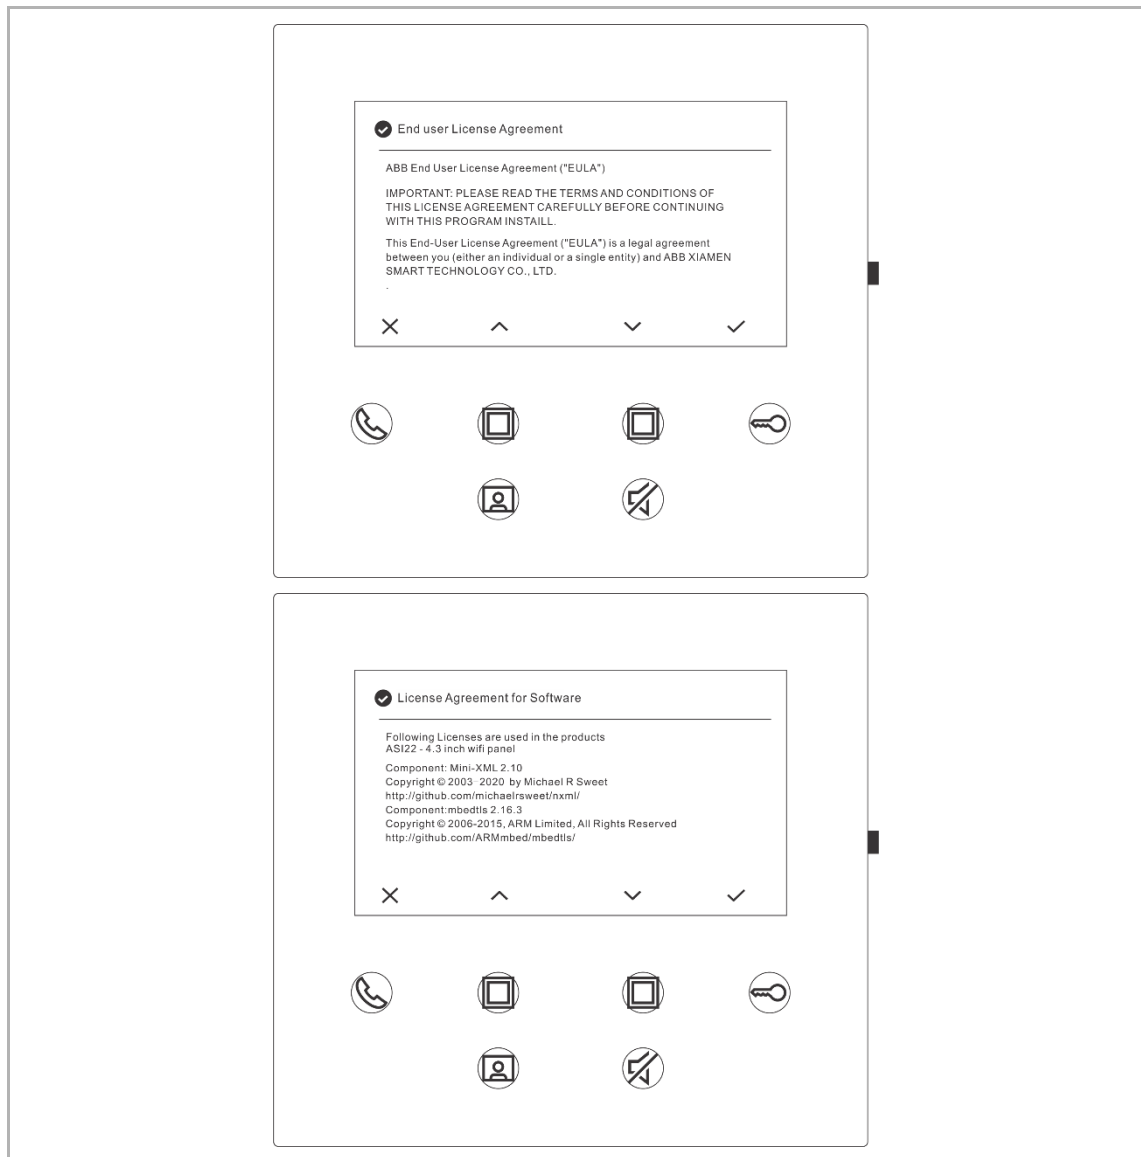 End user License Agreement
ABB End User License Agreement ("EULA")
IMPORTANT: PLEASE READ THE TERMS AND CONDITIONS OF
THIS LICENSE AGREEMENT CAREFULLY BEFORE CONTINUING
WITH THIS PROGRAM INSTAILL.
This End-User License Agreement ("EULA") is a legal agreement
between you (either an individual or a single entity) and ABB XIAMEN
SMART TECHNOLOGY CO., LTD.
.
License Agreement for Software
Following Licenses are used in the products
ASI22 - 4.3 inch wifi panel
Component: Mini-XML 2.10
Copyright © 2003- 2020 by Michael R Sweet
http://github.com/michaelrsweet/nxml/
Component:mbedtls 2.16.3
Copyright © 2006-2015, ARM Limited, All Rights Reserved
http://github.com/ARMmbed/mbedtls/